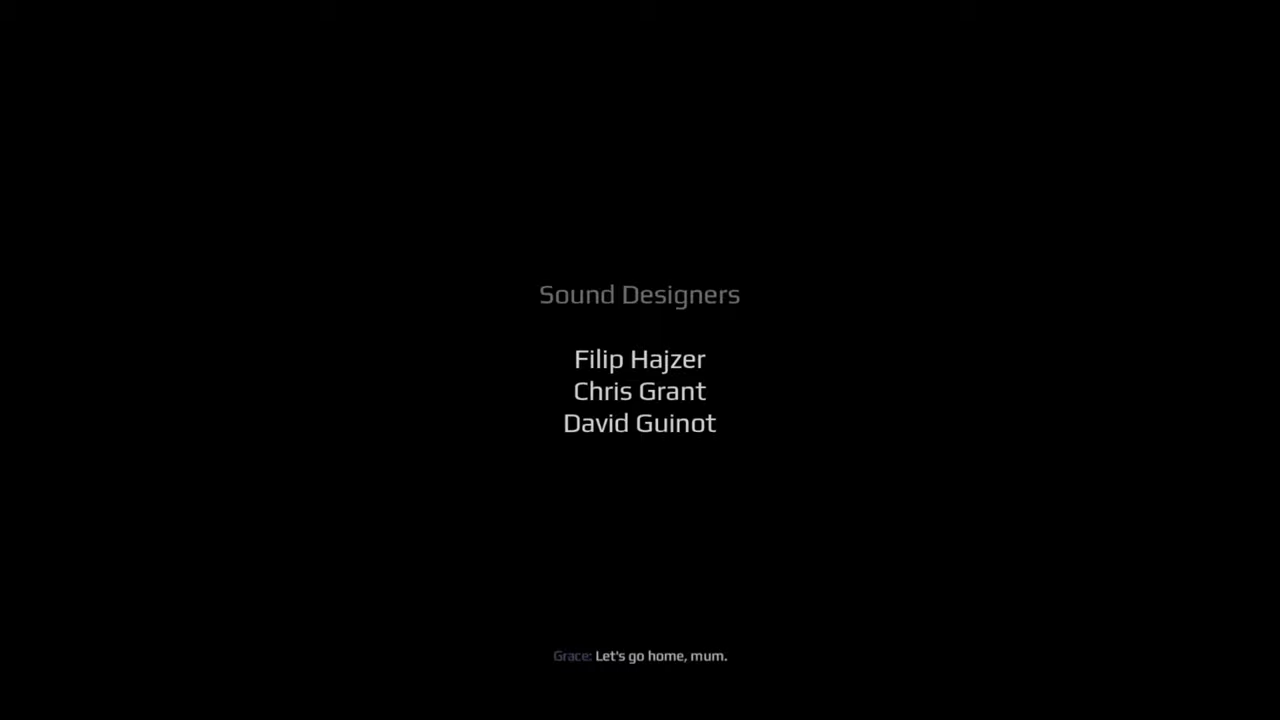 Sound Designers
Filip Hajzer
Chris Grant
David Guinot
Grace: Let's go home, mum.